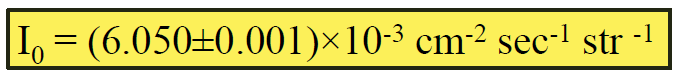 I₀ = (6.050±0.001)×10⁻³ cm⁻² sec⁻¹ str ⁻¹